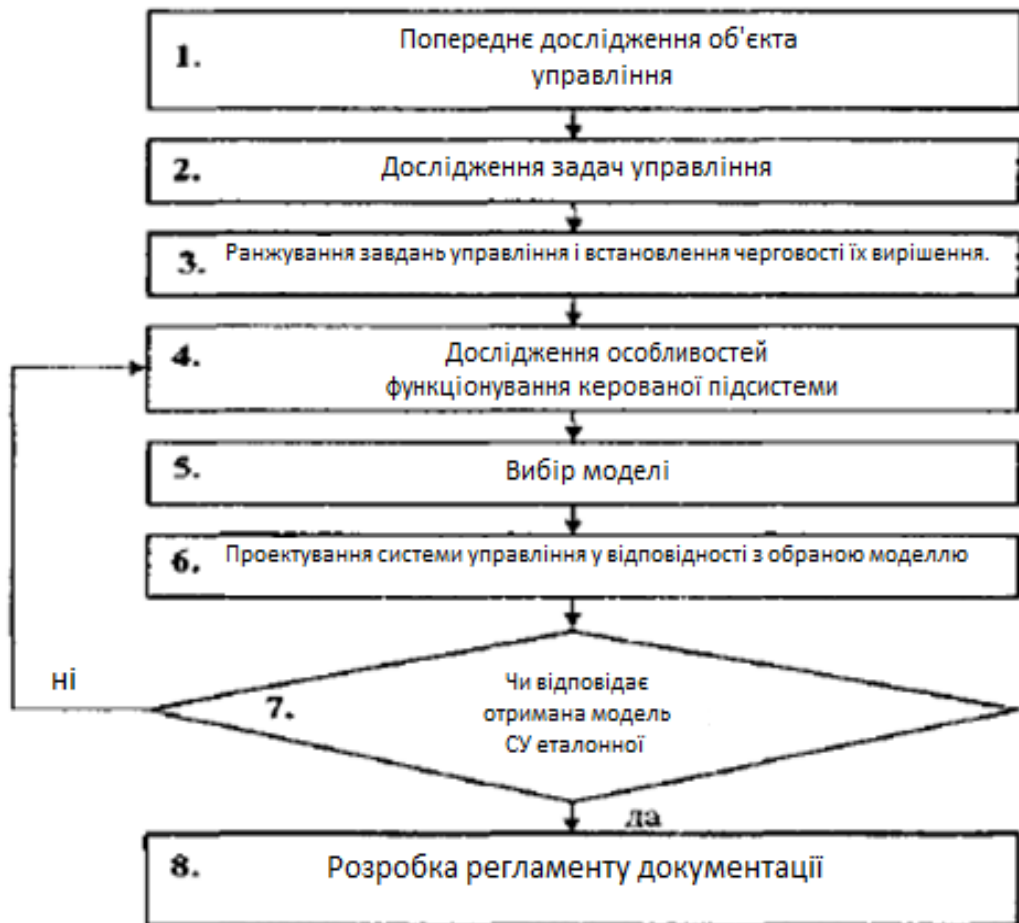 1. Попереднє дослідження об'єкта
управління
2. Дослідження задач управління
3. Ранжування завдань управління і встановлення черговості їх вирішення.
4. Дослідження особливостей
функціонування керованої підсистеми
5. Вибір моделі
6. Проектування системи управління у відповідності з обраною моделлю
ні
7. Чи відповідає
отримана модель
СУ еталонної
да
8. Розробка регламенту документації